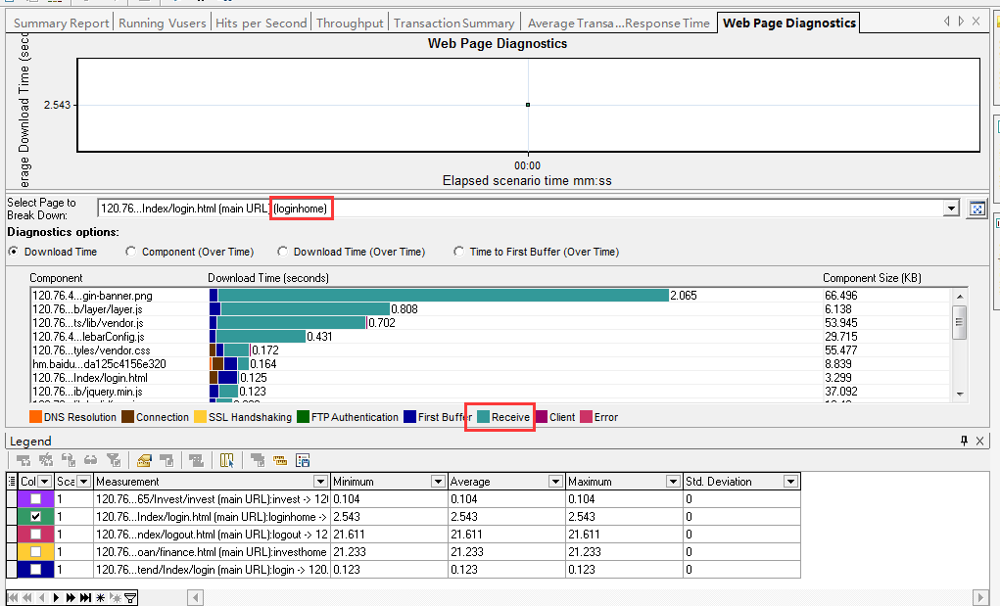 Summary Report Running Vusers Hits per Second Throughput Transaction Summary Average Transa...Response Time Web Page Diagnostics
Web Page Diagnostics
erage Download Time (sec
2.543
00:00
Elapsed scenario time mm:ss
Select Page to Break Down: 120.76...Index/login.html (main URL) (loginhome)
Diagnostics options:
Download Time Component (Over Time) Download Time (Over Time) Time to First Buffer (Over Time)
Component Download Time (seconds) Component Size (KB)
120.76.4...gin-banner.png 2.065 66.496
120.76...b/layer/layer.js 0.808 6.138
120.76...ts/lib/vendor.js 0.702 53.945
120.76.4...lebarConfig.js 0.431 29.715
120.76...tyles/vendor.css 0.172 55.477
hm.baidu...da125c4156e320 0.164 8.839
120.76...Index/login.html 0.125 3.299
120.76...ib/jquery.min.js 0.123 37.092
DNS Resolution Connection SSL Handshaking FTP Authentication First Buffer Receive Client Error
Legend
Col Sca Measurement Minimum Average Maximum Std. Deviation
1 120.76...65/Invest/invest (main URL):invest -> 120 0.104 0.104 0.104 0
1 120.76...Index/login.html (main URL):loginhome -> 2.543 2.543 2.543 0
1 120.76...ndex/logout.html (main URL):logout -> 12 21.611 21.611 21.611 0
1 120.76...oan/finance.html (main URL):investhome 21.233 21.233 21.233 0
1 120.76...tend/Index/login (main URL):login -> 120. 0.123 0.123 0.123 0